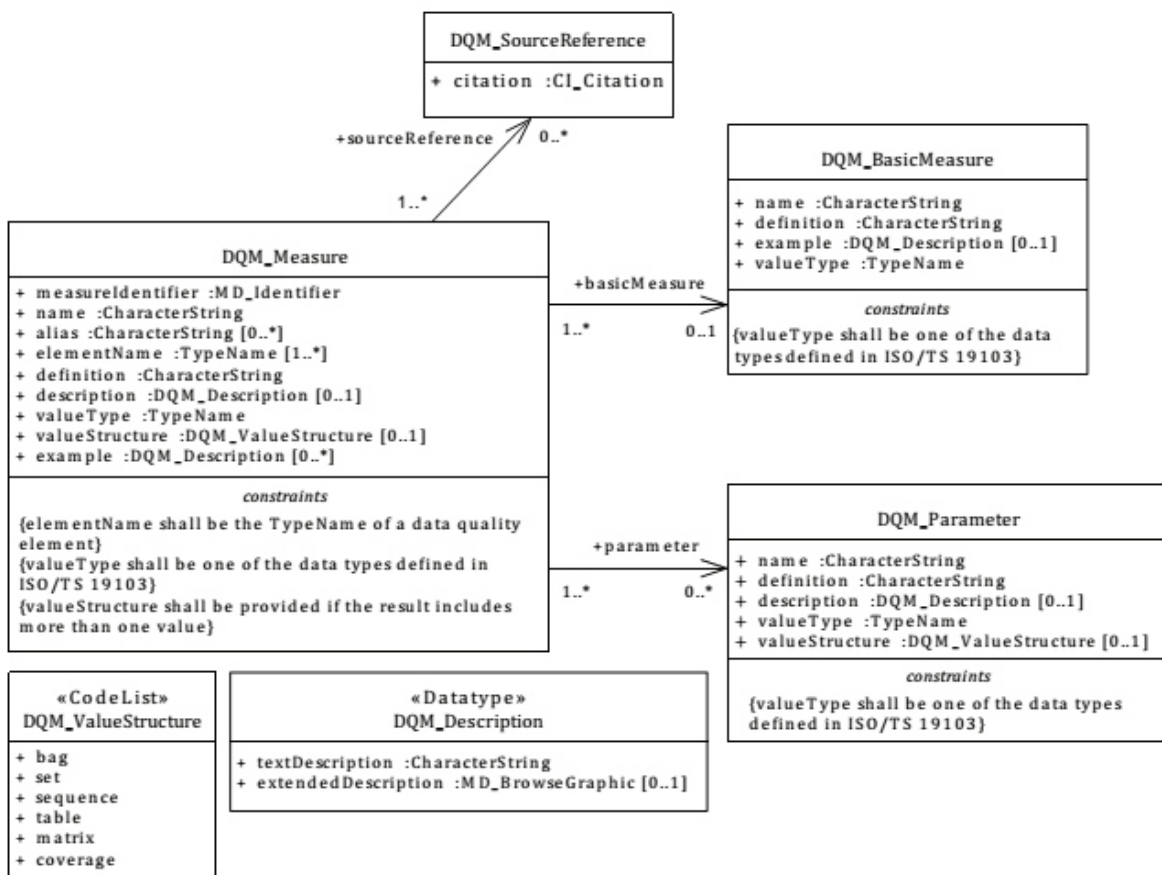 DQM_SourceReference
+ citation :CI_Citation
+sourceReference
0..*
1..*
DQM_Measure
+ measureIdentifier :MD_Identifier
+ name :CharacterString
+ alias :CharacterString [0..*]
+ elementName :TypeName [1..*]
+ definition :CharacterString
+ description :DQM_Description [0..1]
+ valueType :TypeName
+ valueStructure :DQM_ValueStructure [0..1]
+ example :DQM_Description [0..*]
constraints
{elementName shall be the TypeName of a data quality
element}
{valueType shall be one of the data types defined in
ISO/TS 19103}
{valueStructure shall be provided if the result includes
more than one value}
+basicMeasure
1..*
0..1
DQM_BasicMeasure
+ name :CharacterString
+ definition :CharacterString
+ example :DQM_Description [0..1]
+ valueType :TypeName
constraints
{valueType shall be one of the data
types defined in ISO/TS 19103}
+parameter
1..*
0..*
DQM_Parameter
+ name :CharacterString
+ definition :CharacterString
+ description :DQM_Description [0..1]
+ valueType :TypeName
+ valueStructure :DQM_ValueStructure [0..1]
constraints
{valueType shall be one of the data types
defined in ISO/TS 19103}
«CodeList»
DQM_ValueStructure
+ bag
+ set
+ sequence
+ table
+ matrix
+ coverage
«Datatype»
DQM_Description
+ textDescription :CharacterString
+ extendedDescription :MD_BrowseGraphic [0..1]